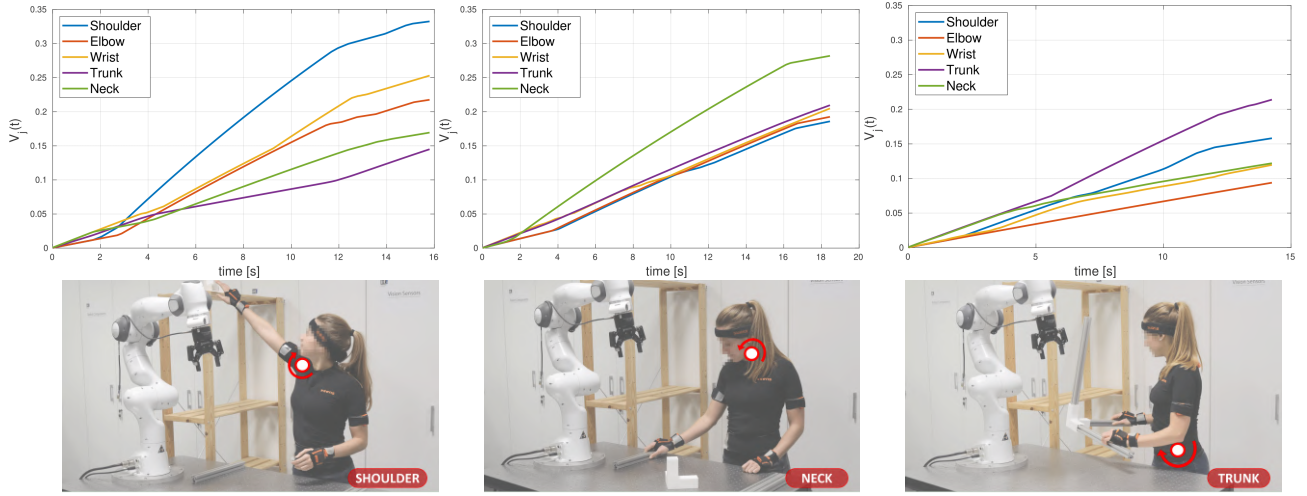 0.35
0.3
0.25
0.2
0.15
0.1
0.05
0
V_j(t)
Shoulder
Elbow
Wrist
Trunk
Neck
0 2 4 6 8 10 12 14 16
time [s]
0.35
0.3
0.25
0.2
0.15
0.1
0.05
0
V_j(t)
Shoulder
Elbow
Wrist
Trunk
Neck
0 2 4 6 8 10 12 14 16 18 20
time [s]
0.35
0.3
0.25
0.2
0.15
0.1
0.05
0
V_j(t)
Shoulder
Elbow
Wrist
Trunk
Neck
0 5 10 15
time [s]
SHOULDER
NECK
TRUNK